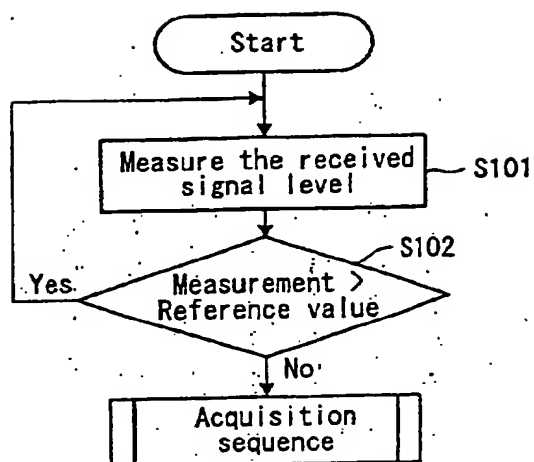 Start
Measure the received
signal level
S101
S102
Yes
Measurement >
Reference value
No
Acquisition
sequence